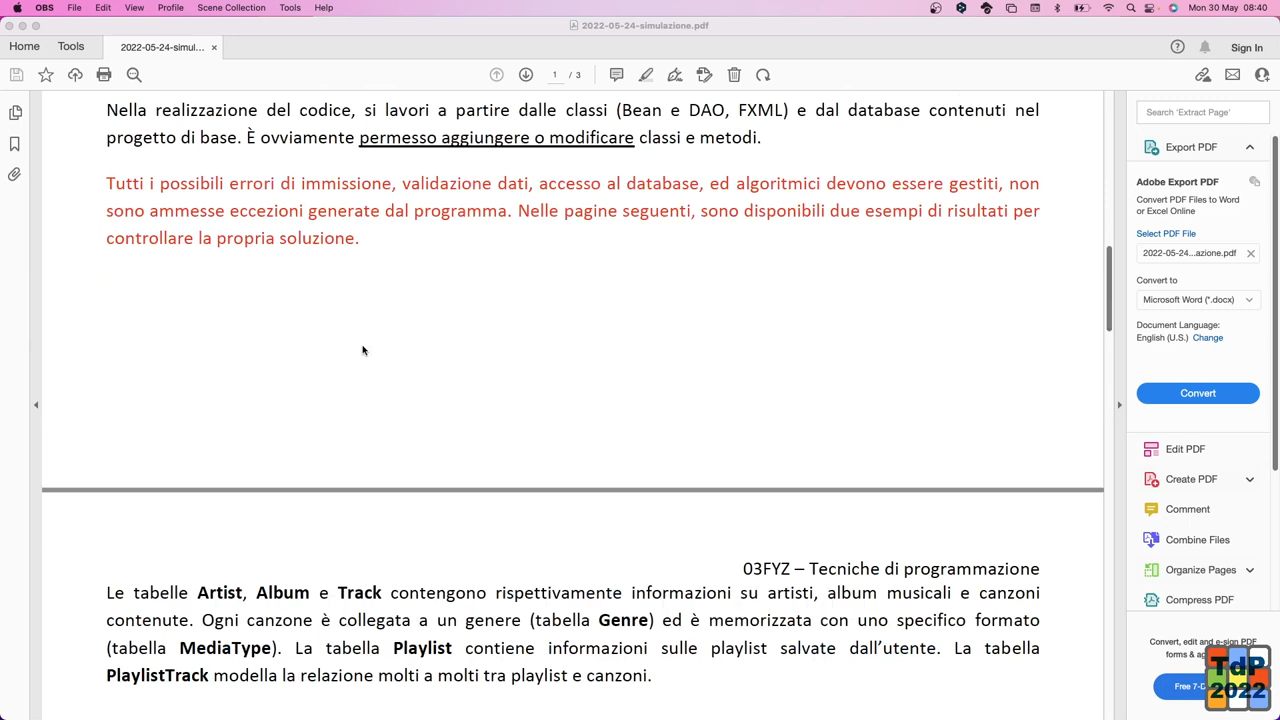 OBS File Edit View Profile Scene Collection Tools Help Mon 30 May 08:40
2022-05-24-simulazione.pdf
Home Tools 2022-05-24-simul... × Sign In
1 / 3
Nella realizzazione del codice, si lavori a partire dalle classi (Bean e DAO, FXML) e dal database contenuti nel
progetto di base. È ovviamente permesso aggiungere o modificare classi e metodi.
Tutti i possibili errori di immissione, validazione dati, accesso al database, ed algoritmici devono essere gestiti, non
sono ammesse eccezioni generate dal programma. Nelle pagine seguenti, sono disponibili due esempi di risultati per
controllare la propria soluzione.
03FYZ – Tecniche di programmazione
Le tabelle Artist, Album e Track contengono rispettivamente informazioni su artisti, album musicali e canzoni
contenute. Ogni canzone è collegata a un genere (tabella Genre) ed è memorizzata con uno specifico formato
(tabella MediaType). La tabella Playlist contiene informazioni sulle playlist salvate dall’utente. La tabella
PlaylistTrack modella la relazione molti a molti tra playlist e canzoni.
Search 'Extract Page'
Export PDF
Adobe Export PDF
Convert PDF Files to Word
or Excel Online
Select PDF File
2022-05-24...azione.pdf
Convert to
Microsoft Word (*.docx)
Document Language:
English (U.S.) Change
Convert
Edit PDF
Create PDF
Comment
Combine Files
Organize Pages
Compress PDF
Convert, edit and e-sign PDF
forms &
Free 7-D
TdP
2022